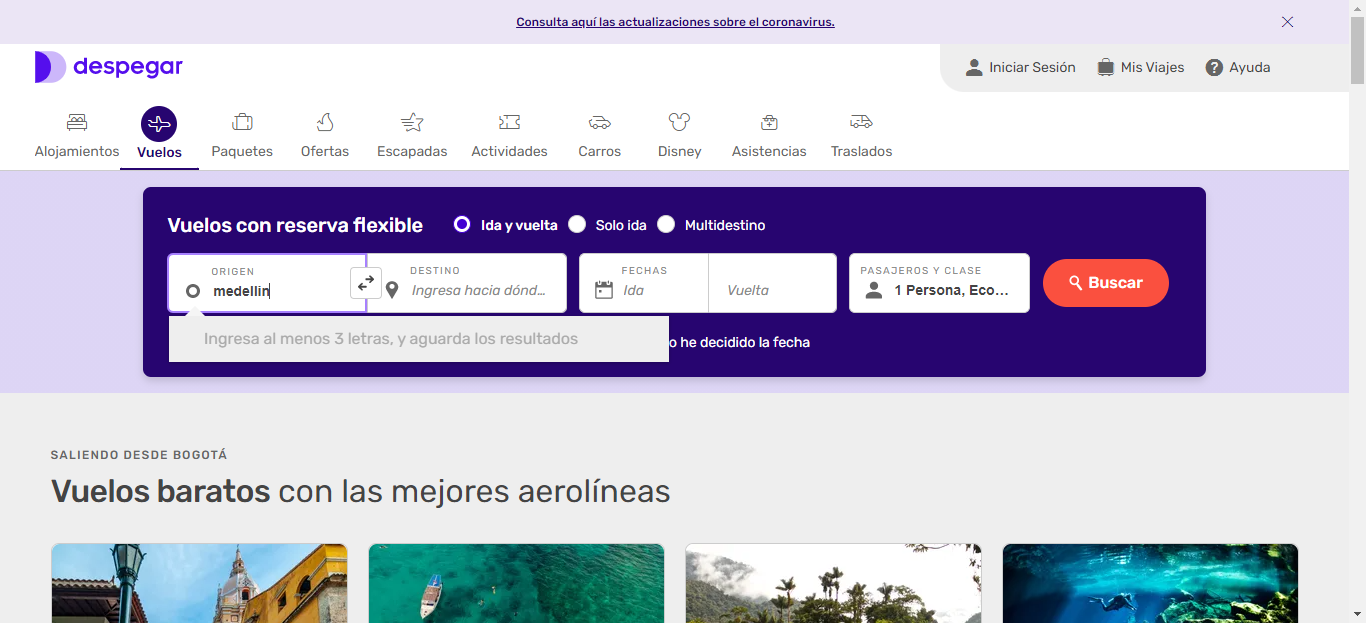 Consulta aquí las actualizaciones sobre el coronavirus.
despegar
Iniciar Sesión Mis Viajes ? Ayuda
Alojamientos Vuelos Paquetes Ofertas Escapadas Actividades Carros Disney Asistencias Traslados
Vuelos con reserva flexible Ida y vuelta Solo ida Multidestino
ORIGEN DESTINO FECHAS PASAJEROS Y CLASE
medellin Ingresa hacia dónd... Ida Vuelta 1 Persona, Eco... Buscar
Ingresa al menos 3 letras, y aguarda los resultados
o he decidido la fecha
SALIENDO DESDE BOGOTÁ
Vuelos baratos con las mejores aerolíneas